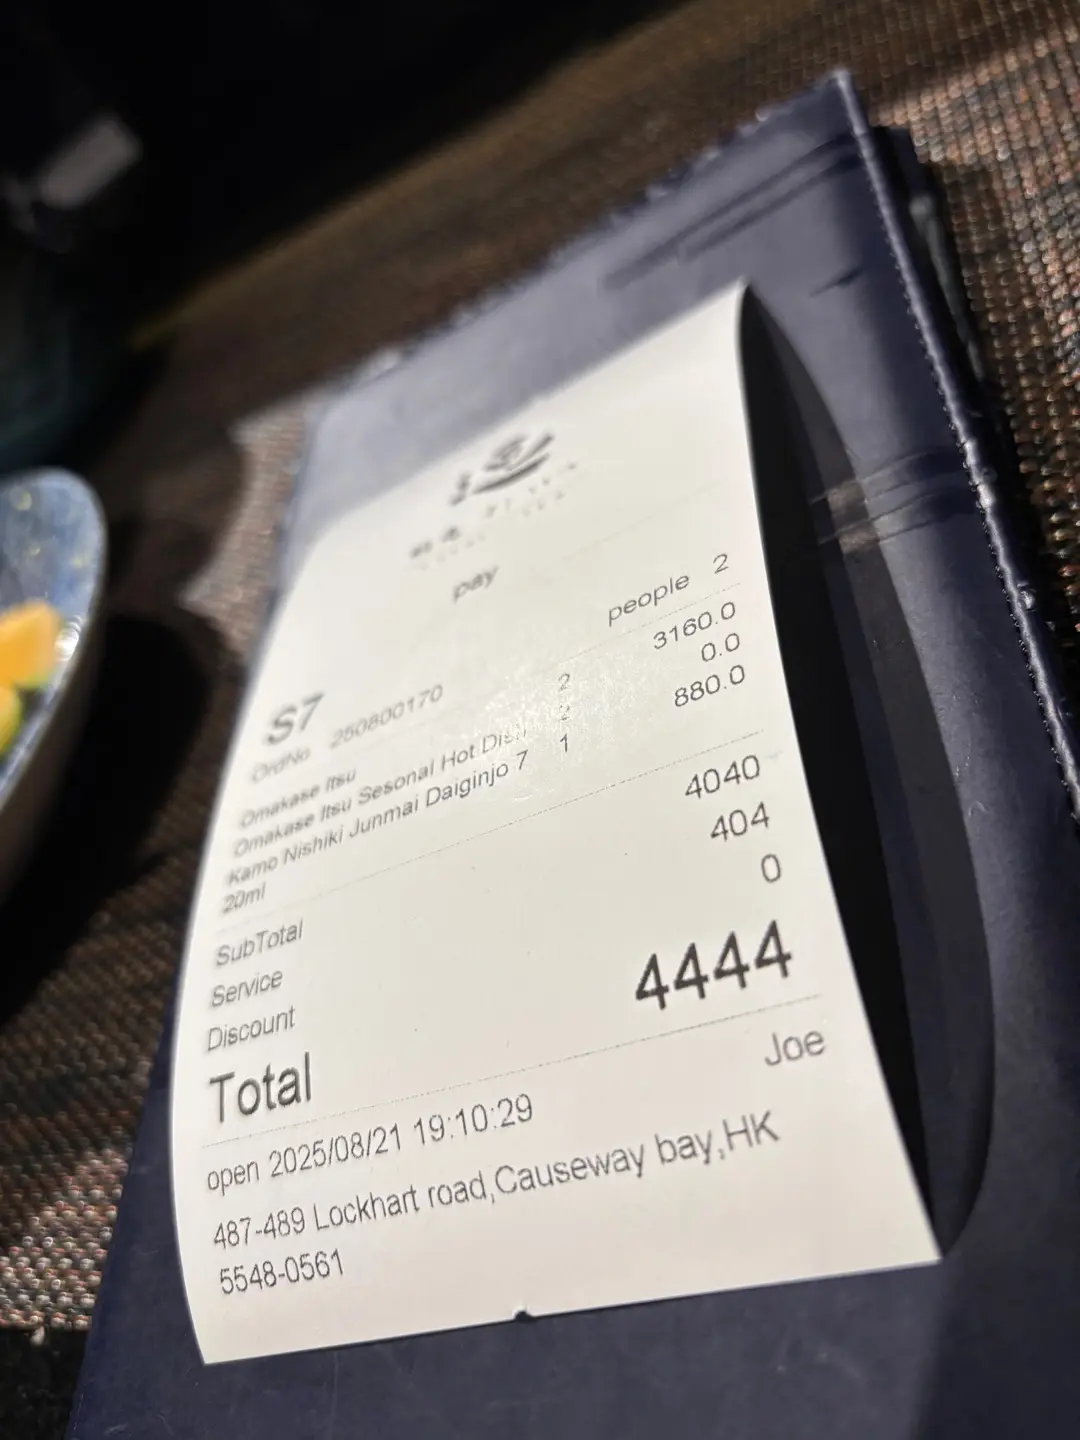 pay
S7
people 2
OrdNo 250800170
Omakase Itsu 2 3160.0
Omakase Itsu Sesonal Hot Dish 2 0.0
Kamo Nishiki Junmai Daiginjo 7 1 880.0
20ml
SubTotal 4040
Service 404
Discount 0
Total 4444
open 2025/08/21 19:10:29 Joe
487-489 Lockhart road,Causeway bay,HK
5548-0561